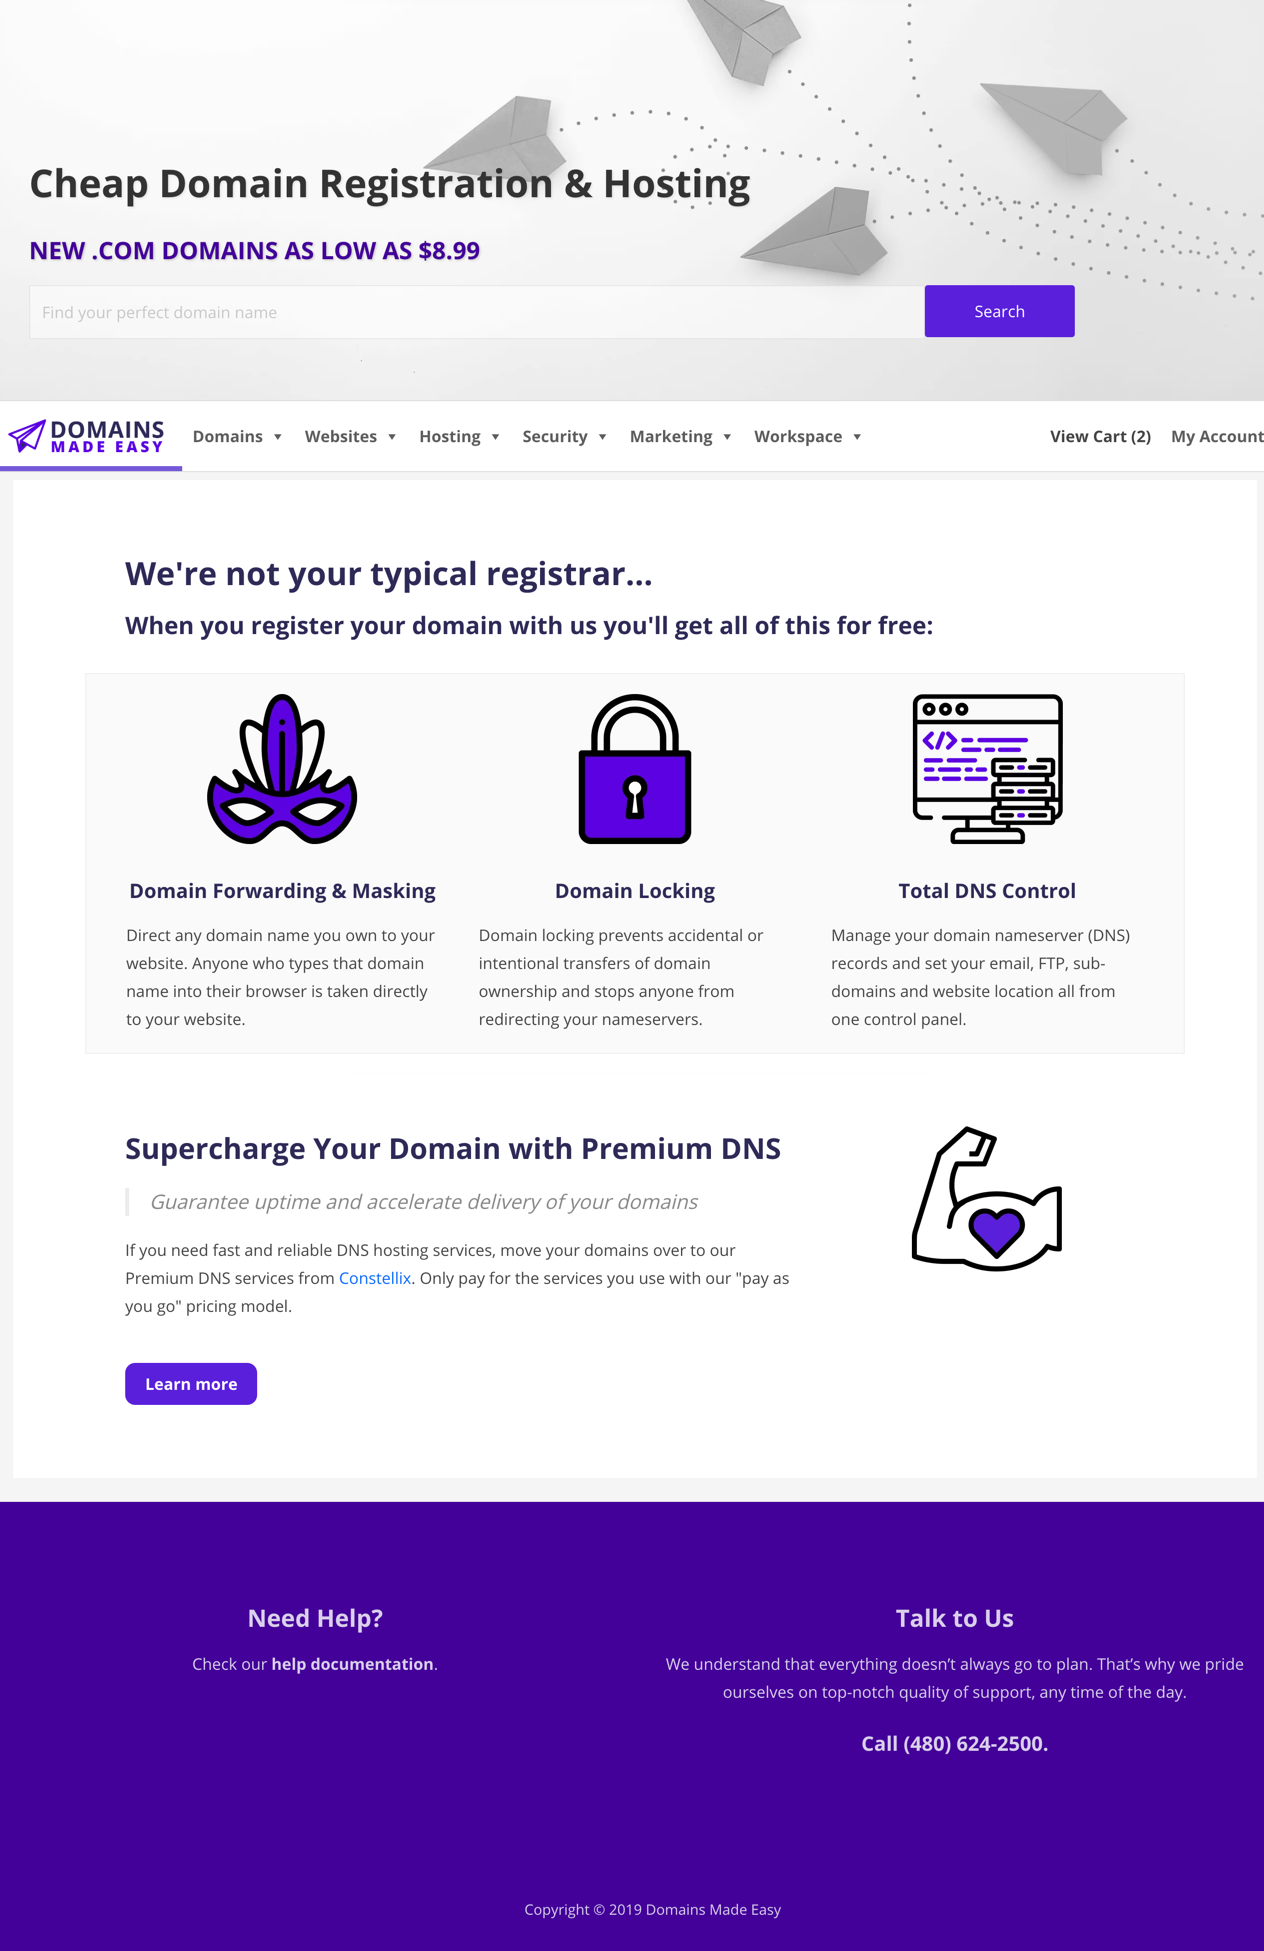 Cheap Domain Registration & Hosting
NEW .COM DOMAINS AS LOW AS $8.99
Find your perfect domain name
Search
DOMAINS
MADE EASY
Domains
Websites
Hosting
Security
Marketing
Workspace
View Cart (2)
My Account
We're not your typical registrar...
When you register your domain with us you'll get all of this for free:
Domain Forwarding & Masking
Direct any domain name you own to your
website. Anyone who types that domain
name into their browser is taken directly
to your website.
Domain Locking
Domain locking prevents accidental or
intentional transfers of domain
ownership and stops anyone from
redirecting your nameservers.
Total DNS Control
Manage your domain nameserver (DNS)
records and set your email, FTP, sub-
domains and website location all from
one control panel.
Supercharge Your Domain with Premium DNS
Guarantee uptime and accelerate delivery of your domains
If you need fast and reliable DNS hosting services, move your domains over to our
Premium DNS services from Constellix. Only pay for the services you use with our "pay as
you go" pricing model.
Learn more
Need Help?
Check our help documentation.
Talk to Us
We understand that everything doesn’t always go to plan. That’s why we pride
ourselves on top-notch quality of support, any time of the day.
Call (480) 624-2500.
Copyright © 2019 Domains Made Easy